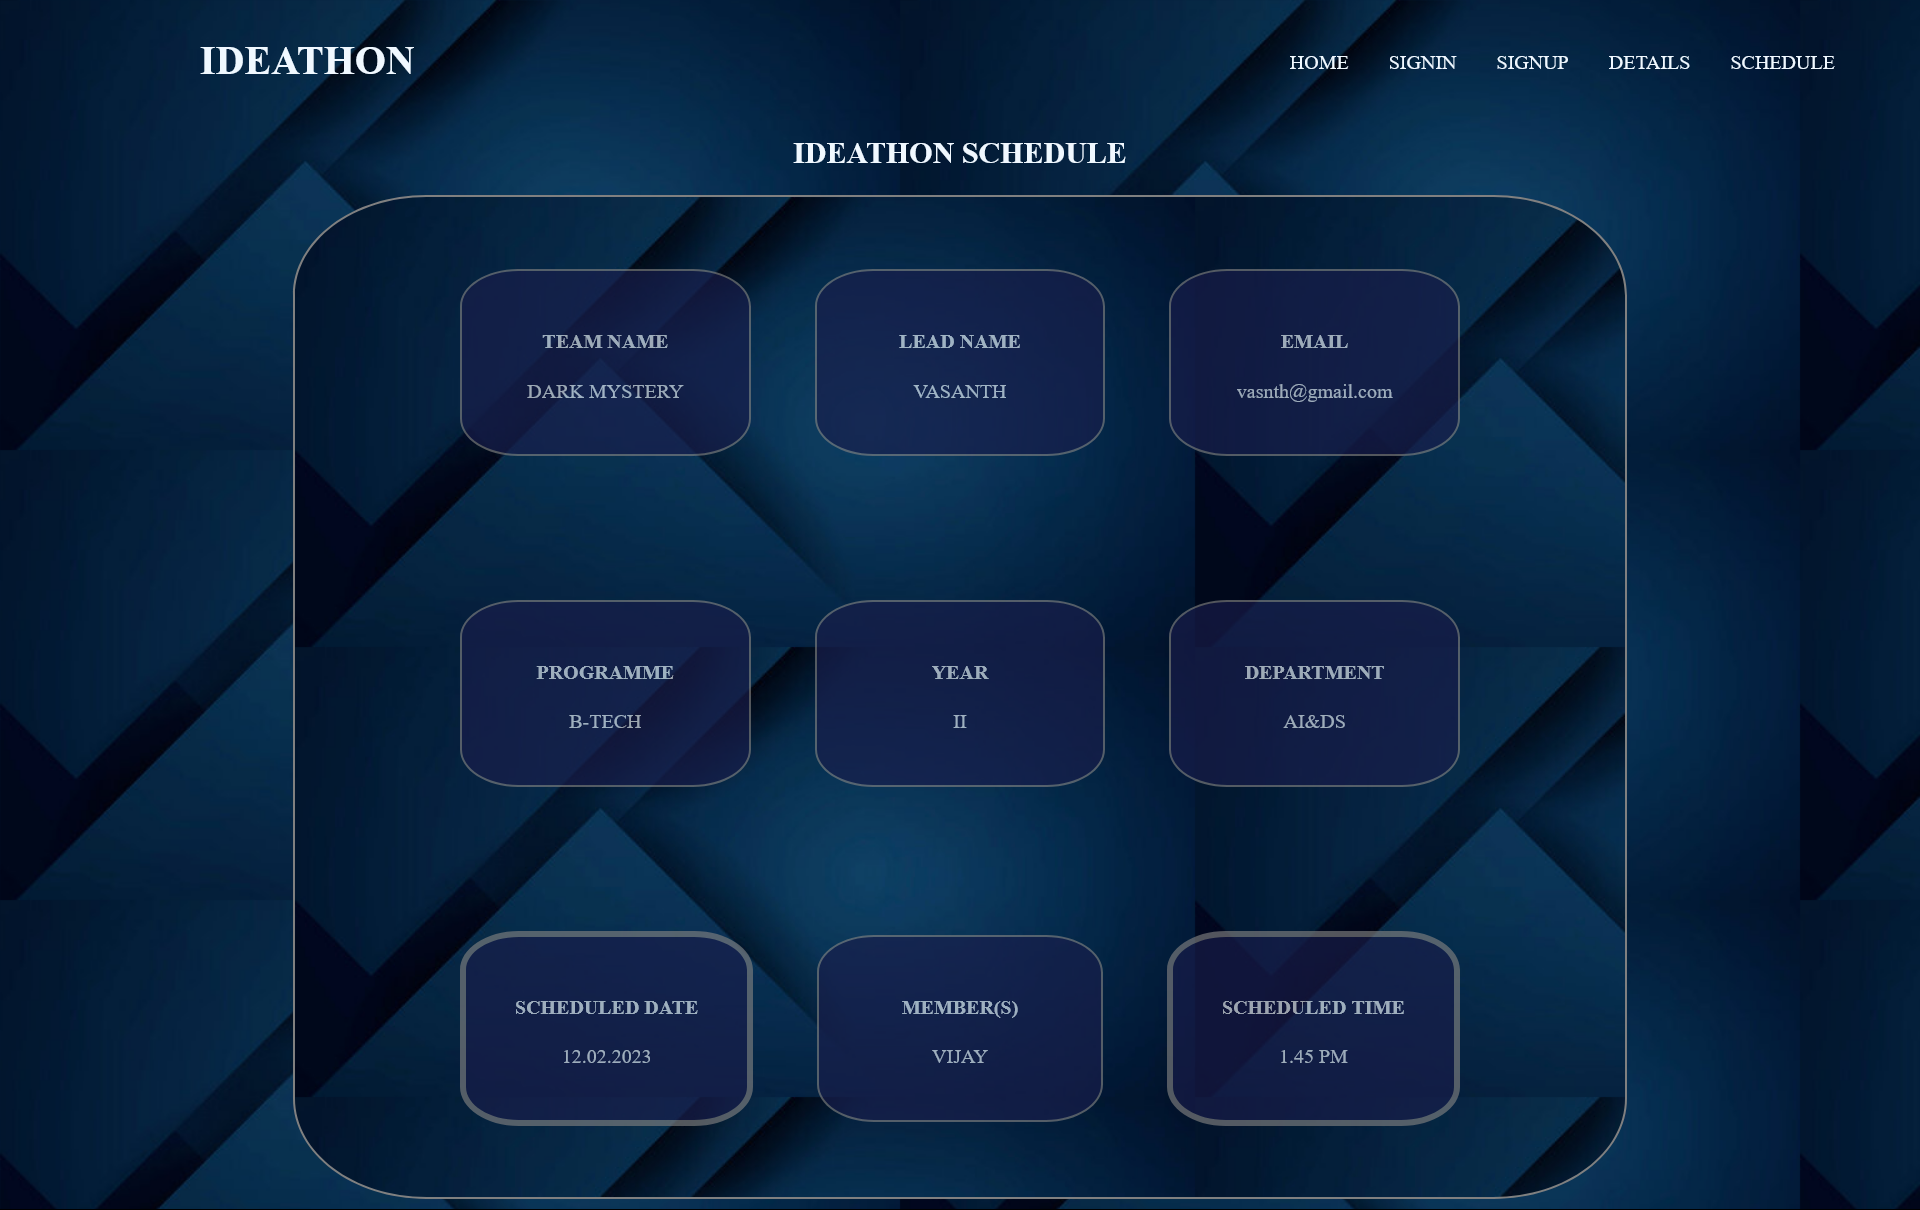 IDEATHON
HOME SIGNIN SIGNUP DETAILS SCHEDULE
IDEATHON SCHEDULE
TEAM NAME
DARK MYSTERY
LEAD NAME
VASANTH
EMAIL
vasnth@gmail.com
PROGRAMME
B-TECH
YEAR
II
DEPARTMENT
AI&DS
SCHEDULED DATE
12.02.2023
MEMBER(S)
VIJAY
SCHEDULED TIME
1.45 PM